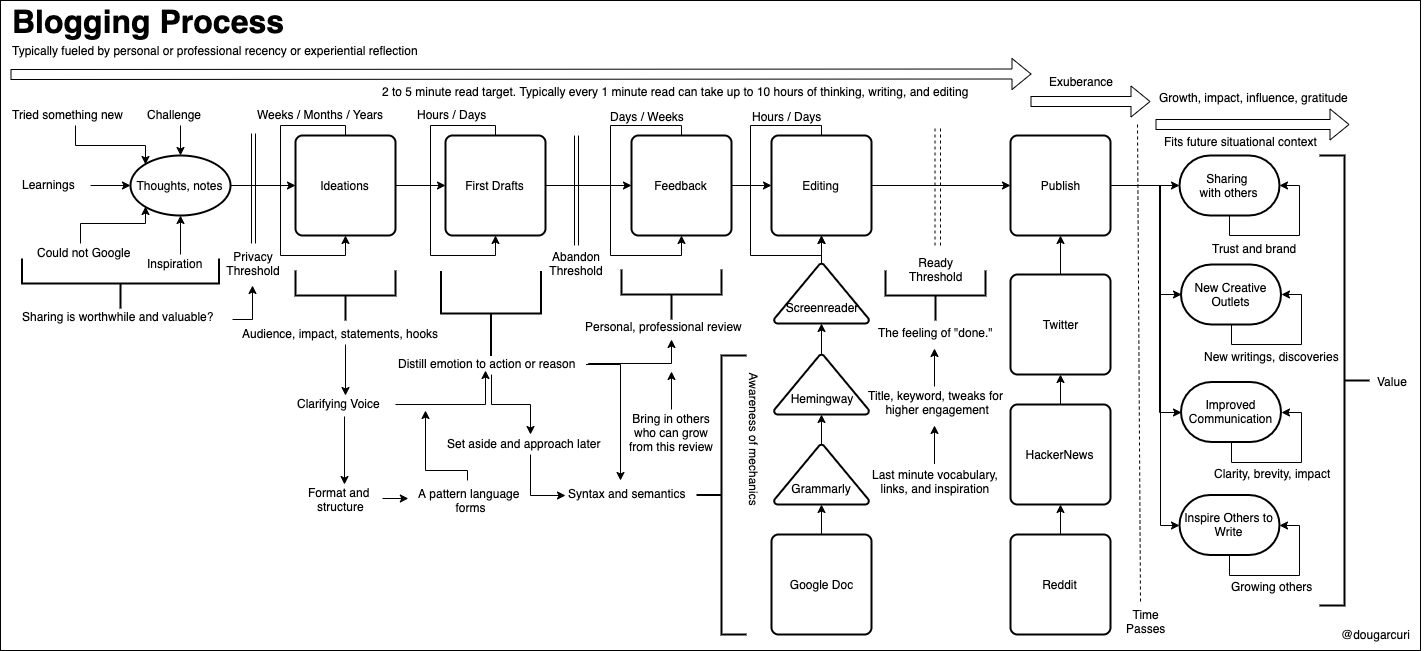 Blogging Process
Typically fueled by personal or professional recency or experiential reflection
2 to 5 minute read target. Typically every 1 minute read can take up to 10 hours of thinking, writing, and editing
Exuberance
Growth, impact, influence, gratitude
Tried something new
Challenge
Learnings
Thoughts, notes
Could not Google
Inspiration
Sharing is worthwhile and valuable?
Privacy
Threshold
Weeks / Months / Years
Ideations
Audience, impact, statements, hooks
Clarifying Voice
Format and
structure
A pattern language
forms
Hours / Days
First Drafts
Distill emotion to action or reason
Set aside and approach later
Syntax and semantics
Abandon
Threshold
Days / Weeks
Feedback
Personal, professional review
Bring in others
who can grow
from this review
Awareness of mechanics
Hours / Days
Editing
Screenreader
Hemingway
Grammarly
Google Doc
Ready
Threshold
The feeling of "done."
Title, keyword, tweaks for
higher engagement
Last minute vocabulary,
links, and inspiration
Publish
Twitter
HackerNews
Reddit
Time
Passes
Fits future situational context
Sharing
with others
Trust and brand
New Creative
Outlets
New writings, discoveries
Improved
Communication
Clarity, brevity, impact
Inspire Others to
Write
Growing others
Value
@dougarcuri